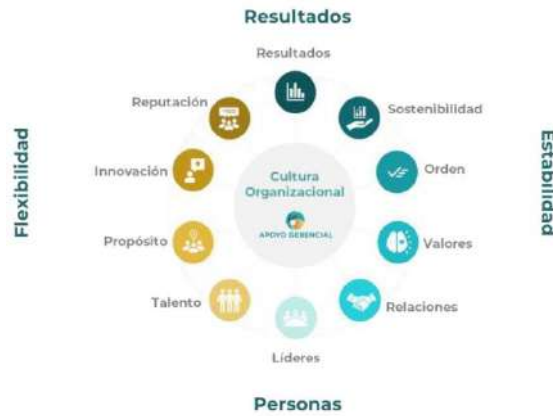 Resultados
Resultados
Reputación
Sostenibilidad
Flexibilidad
Estabilidad
Innovación
Cultura
Organizacional
APOYO GERENCIAL
Orden
Propósito
Valores
Talento
Relaciones
Líderes
Personas